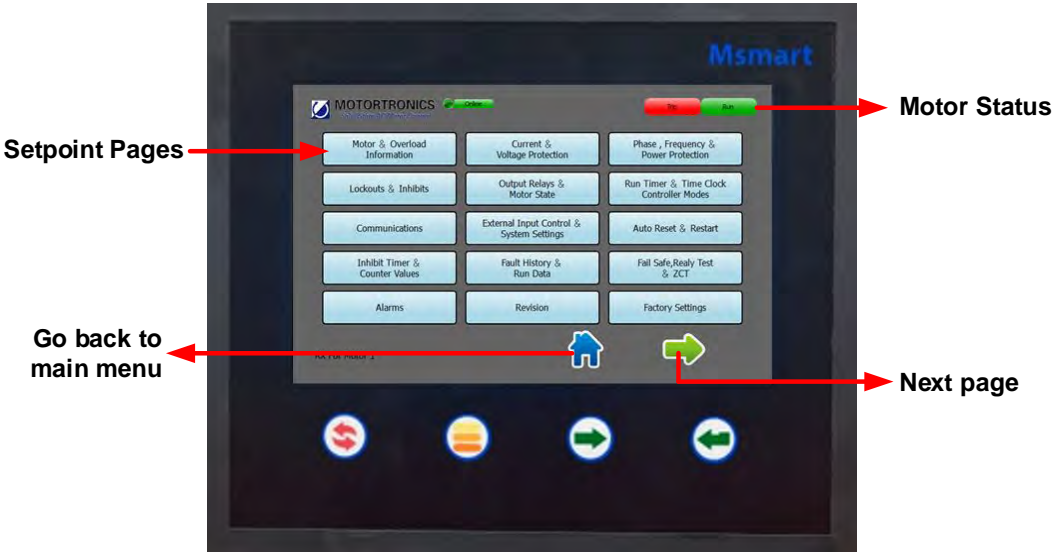 Msmart
MOTORTRONICS
Online
Trip
Run
Motor Status
Setpoint Pages
Motor & Overload
Information
Current &
Voltage Protection
Phase , Frequency &
Power Protection
Lockouts & Inhibits
Output Relays &
Motor State
Run Timer & Time Clock
Controller Modes
Communications
External Input Control &
System Settings
Auto Reset & Restart
Inhibit Timer &
Counter Values
Fault History &
Run Data
Fail Safe,Realy Test
& ZCT
Alarms
Revision
Factory Settings
Go back to
main menu
For Motor 1
Next page